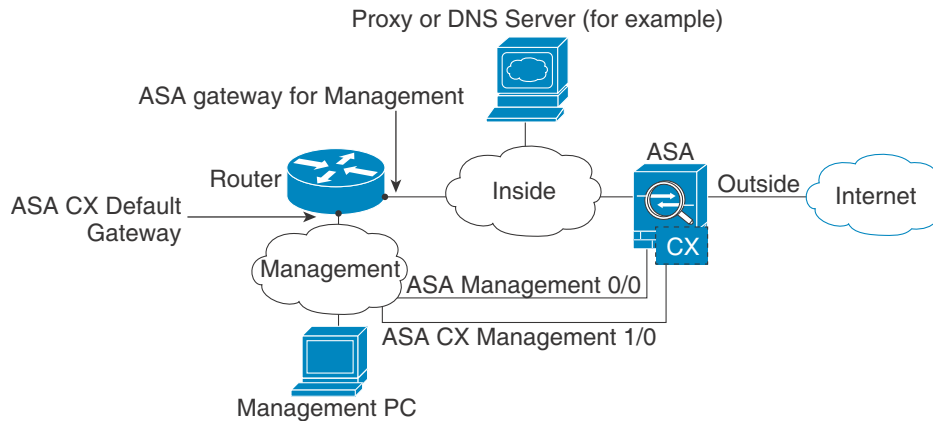 Proxy or DNS Server (for example)
ASA gateway for Management
ASA
Router
Inside
Outside
Internet
ASA CX Default
Gateway
CX
Management
ASA Management 0/0
ASA CX Management 1/0
Management PC